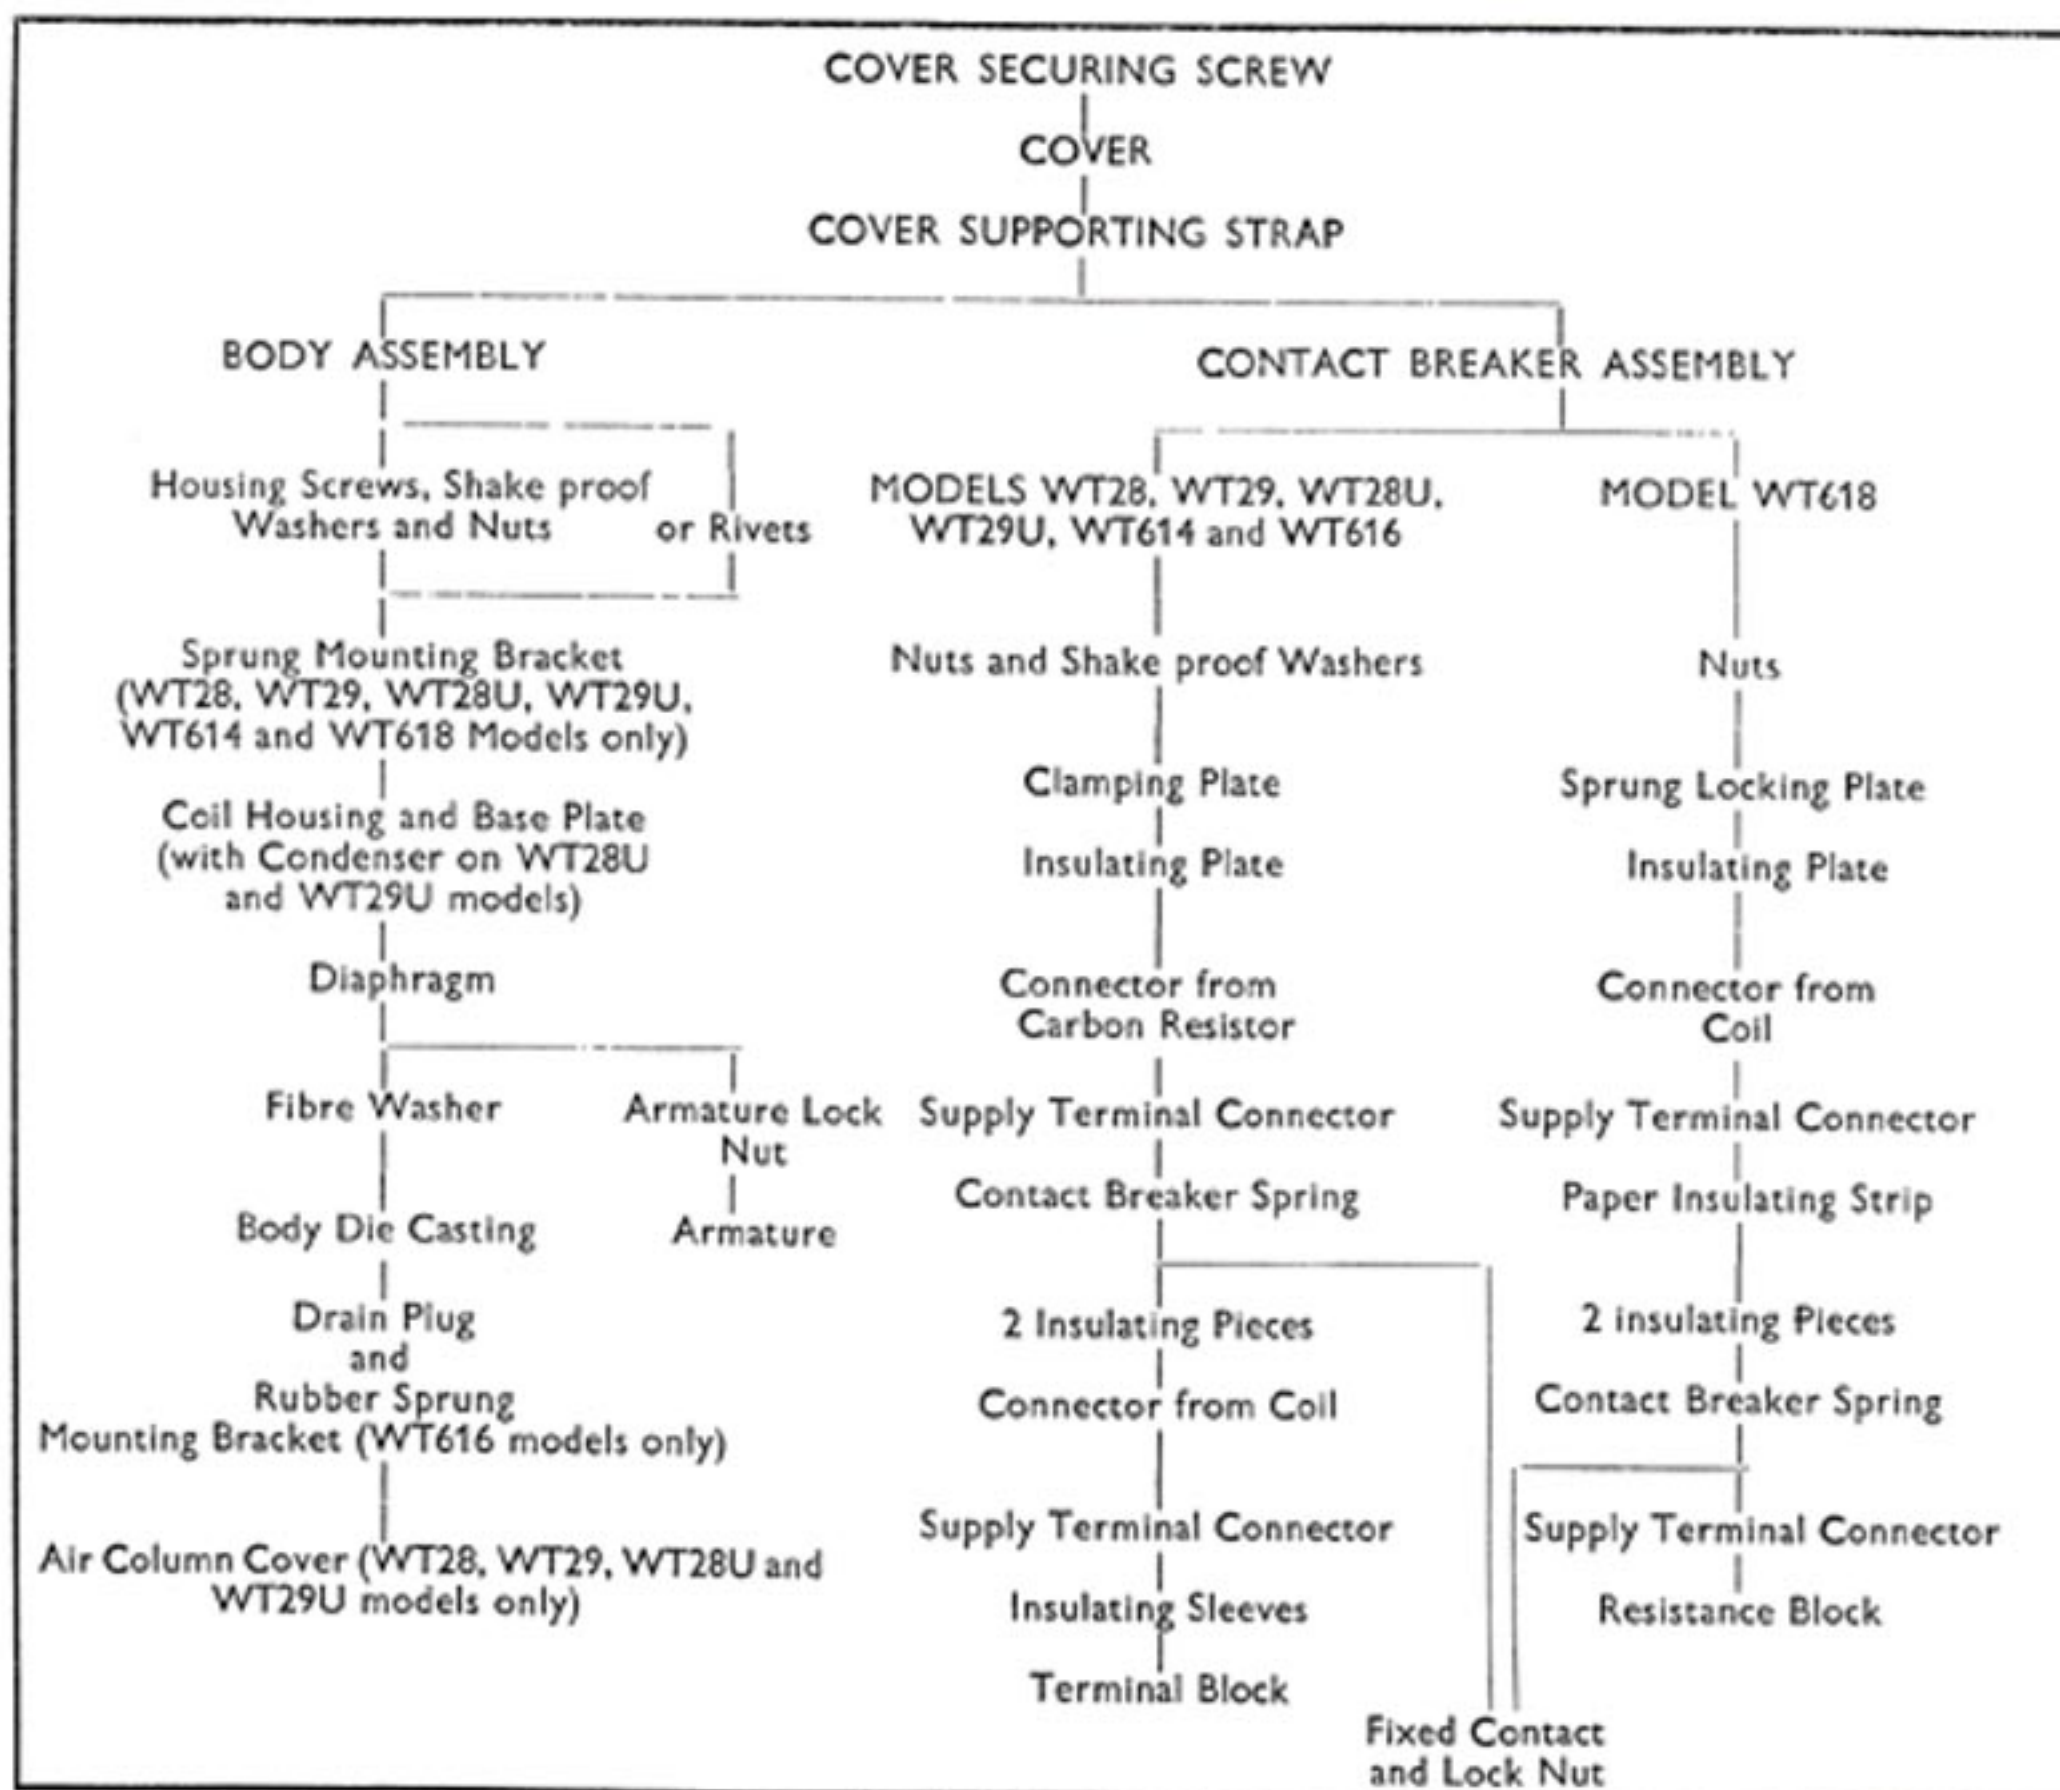 COVER SECURING SCREW
COVER
COVER SUPPORTING STRAP
BODY ASSEMBLY
Housing Screws, Shake proof
Washers and Nuts
or Rivets
Sprung Mounting Bracket
(WT28, WT29, WT28U, WT29U,
WT614 and WT618 Models only)
Coil Housing and Base Plate
(with Condenser on WT28U
and WT29U models)
Diaphragm
Fibre Washer
Body Die Casting
Drain Plug
and
Rubber Sprung
Mounting Bracket (WT616 models only)
Air Column Cover (WT28, WT29, WT28U and
WT29U models only)
Armature Lock
Nut
Armature
CONTACT BREAKER ASSEMBLY
MODELS WT28, WT29, WT28U,
WT29U, WT614 and WT616
Nuts and Shake proof Washers
Clamping Plate
Insulating Plate
Connector from
Carbon Resistor
Supply Terminal Connector
Contact Breaker Spring
2 Insulating Pieces
Connector from Coil
Supply Terminal Connector
Insulating Sleeves
Terminal Block
MODEL WT618
Nuts
Sprung Locking Plate
Insulating Plate
Connector from
Coil
Supply Terminal Connector
Paper Insulating Strip
2 insulating Pieces
Contact Breaker Spring
Supply Terminal Connector
Resistance Block
Fixed Contact
and Lock Nut